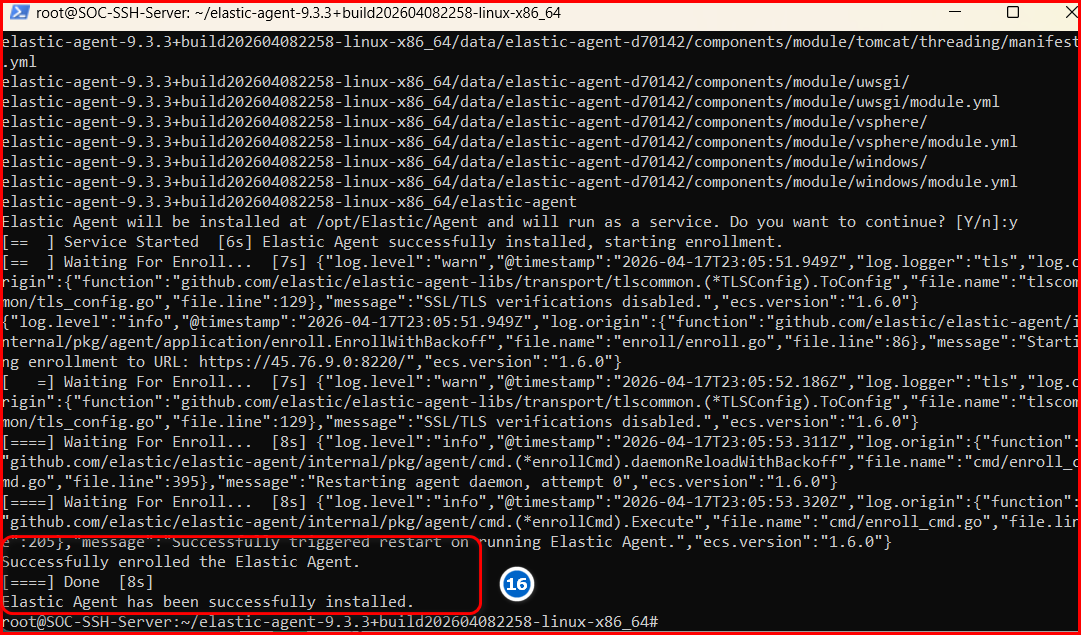 root@SOC-SSH-Server: ~/elastic-agent-9.3.3+build202604082258-linux-x86_64
elastic-agent-9.3.3+build202604082258-linux-x86_64/data/elastic-agent-d70142/components/module/tomcat/threading/manifest
.yml
elastic-agent-9.3.3+build202604082258-linux-x86_64/data/elastic-agent-d70142/components/module/uwsgi/
elastic-agent-9.3.3+build202604082258-linux-x86_64/data/elastic-agent-d70142/components/module/uwsgi/module.yml
elastic-agent-9.3.3+build202604082258-linux-x86_64/data/elastic-agent-d70142/components/module/vsphere/
elastic-agent-9.3.3+build202604082258-linux-x86_64/data/elastic-agent-d70142/components/module/vsphere/module.yml
elastic-agent-9.3.3+build202604082258-linux-x86_64/data/elastic-agent-d70142/components/module/windows/
elastic-agent-9.3.3+build202604082258-linux-x86_64/data/elastic-agent-d70142/components/module/windows/module.yml
elastic-agent-9.3.3+build202604082258-linux-x86_64/elastic-agent
Elastic Agent will be installed at /opt/Elastic/Agent and will run as a service. Do you want to continue? [Y/n]:y
[==  ] Service Started  [6s] Elastic Agent successfully installed, starting enrollment.
[==  ] Waiting For Enroll...  [7s] {"log.level":"warn","@timestamp":"2026-04-17T23:05:51.949Z","log.logger":"tls","log.o
rigin":{"function":"github.com/elastic/elastic-agent-libs/transport/tlscommon.(*TLSConfig).ToConfig","file.name":"tlscom
mon/tls_config.go","file.line":129},"message":"SSL/TLS verifications disabled.","ecs.version":"1.6.0"}
{"log.level":"info","@timestamp":"2026-04-17T23:05:51.949Z","log.origin":{"function":"github.com/elastic/elastic-agent/i
nternal/pkg/agent/application/enroll.EnrollWithBackoff","file.name":"enroll/enroll.go","file.line":86},"message":"Starti
ng enrollment to URL: https://45.76.9.0:8220/","ecs.version":"1.6.0"}
[   =] Waiting For Enroll...  [7s] {"log.level":"warn","@timestamp":"2026-04-17T23:05:52.186Z","log.logger":"tls","log.o
rigin":{"function":"github.com/elastic/elastic-agent-libs/transport/tlscommon.(*TLSConfig).ToConfig","file.name":"tlscom
mon/tls_config.go","file.line":129},"message":"SSL/TLS verifications disabled.","ecs.version":"1.6.0"}
[====] Waiting For Enroll...  [8s] {"log.level":"info","@timestamp":"2026-04-17T23:05:53.311Z","log.origin":{"function":
"github.com/elastic/elastic-agent/internal/pkg/agent/cmd.(*enrollCmd).daemonReloadWithBackoff","file.name":"cmd/enroll_c
md.go","file.line":395},"message":"Restarting agent daemon, attempt 0","ecs.version":"1.6.0"}
[====] Waiting For Enroll...  [8s] {"log.level":"info","@timestamp":"2026-04-17T23:05:53.320Z","log.origin":{"function":
"github.com/elastic/elastic-agent/internal/pkg/agent/cmd.(*enrollCmd).Execute","file.name":"cmd/enroll_cmd.go","file.lin
e":205},"message":"Successfully triggered restart on running Elastic Agent.","ecs.version":"1.6.0"}
Successfully enrolled the Elastic Agent.
[====] Done  [8s]
16
Elastic Agent has been successfully installed.
root@SOC-SSH-Server:~/elastic-agent-9.3.3+build202604082258-linux-x86_64#